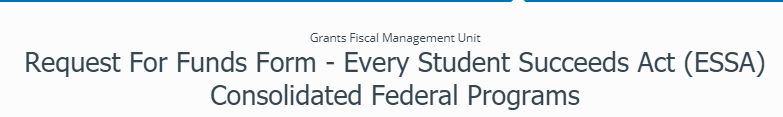 Grants Fiscal Management Unit
Request For Funds Form - Every Student Succeeds Act (ESSA)
Consolidated Federal Programs